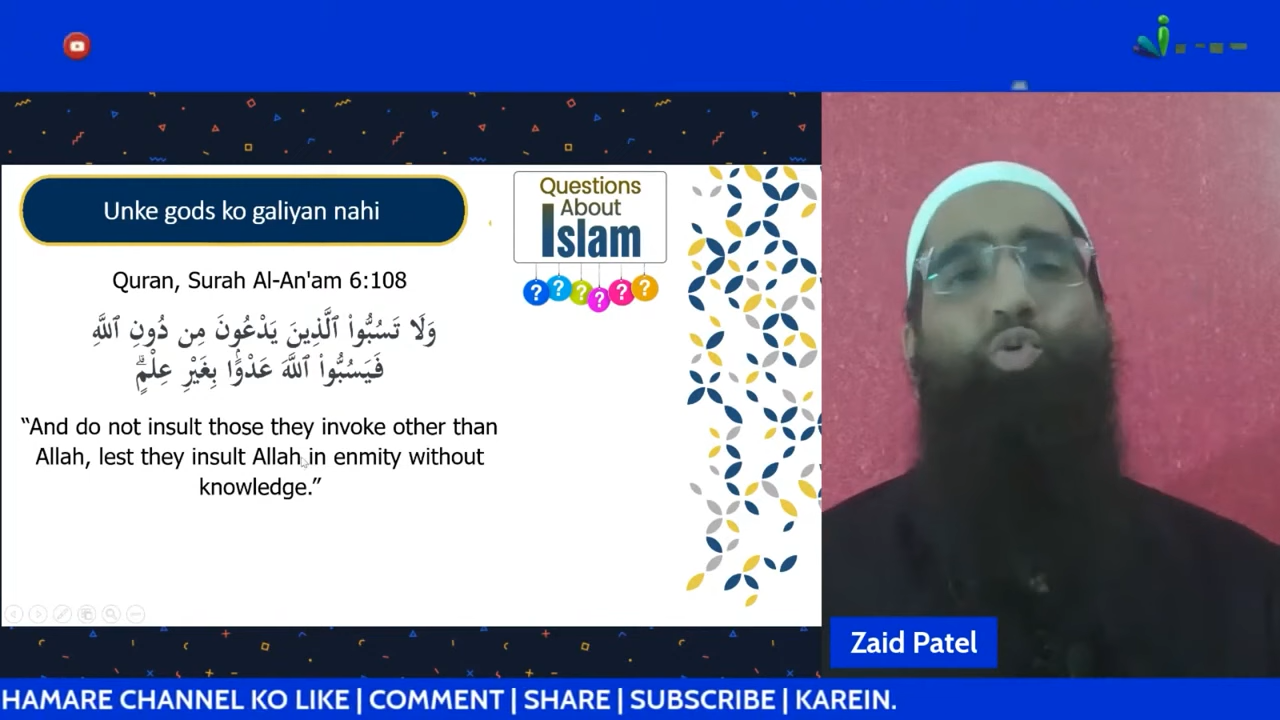 Unke gods ko galiyan nahi
Questions
About
Islam
? ? ? ? ? ?
Quran, Surah Al-An'am 6:108
وَلَا تَسُبُّوا۟ ٱلَّذِينَ يَدْعُونَ مِن دُونِ ٱللَّهِ
فَيَسُبُّوا۟ ٱللَّهَ عَدْوًۢا بِغَيْرِ عِلْمٍۢ ۗ
“And do not insult those they invoke other than
Allah, lest they insult Allah in enmity without
knowledge.”
Zaid Patel
HAMARE CHANNEL KO LIKE | COMMENT | SHARE | SUBSCRIBE | KAREIN.